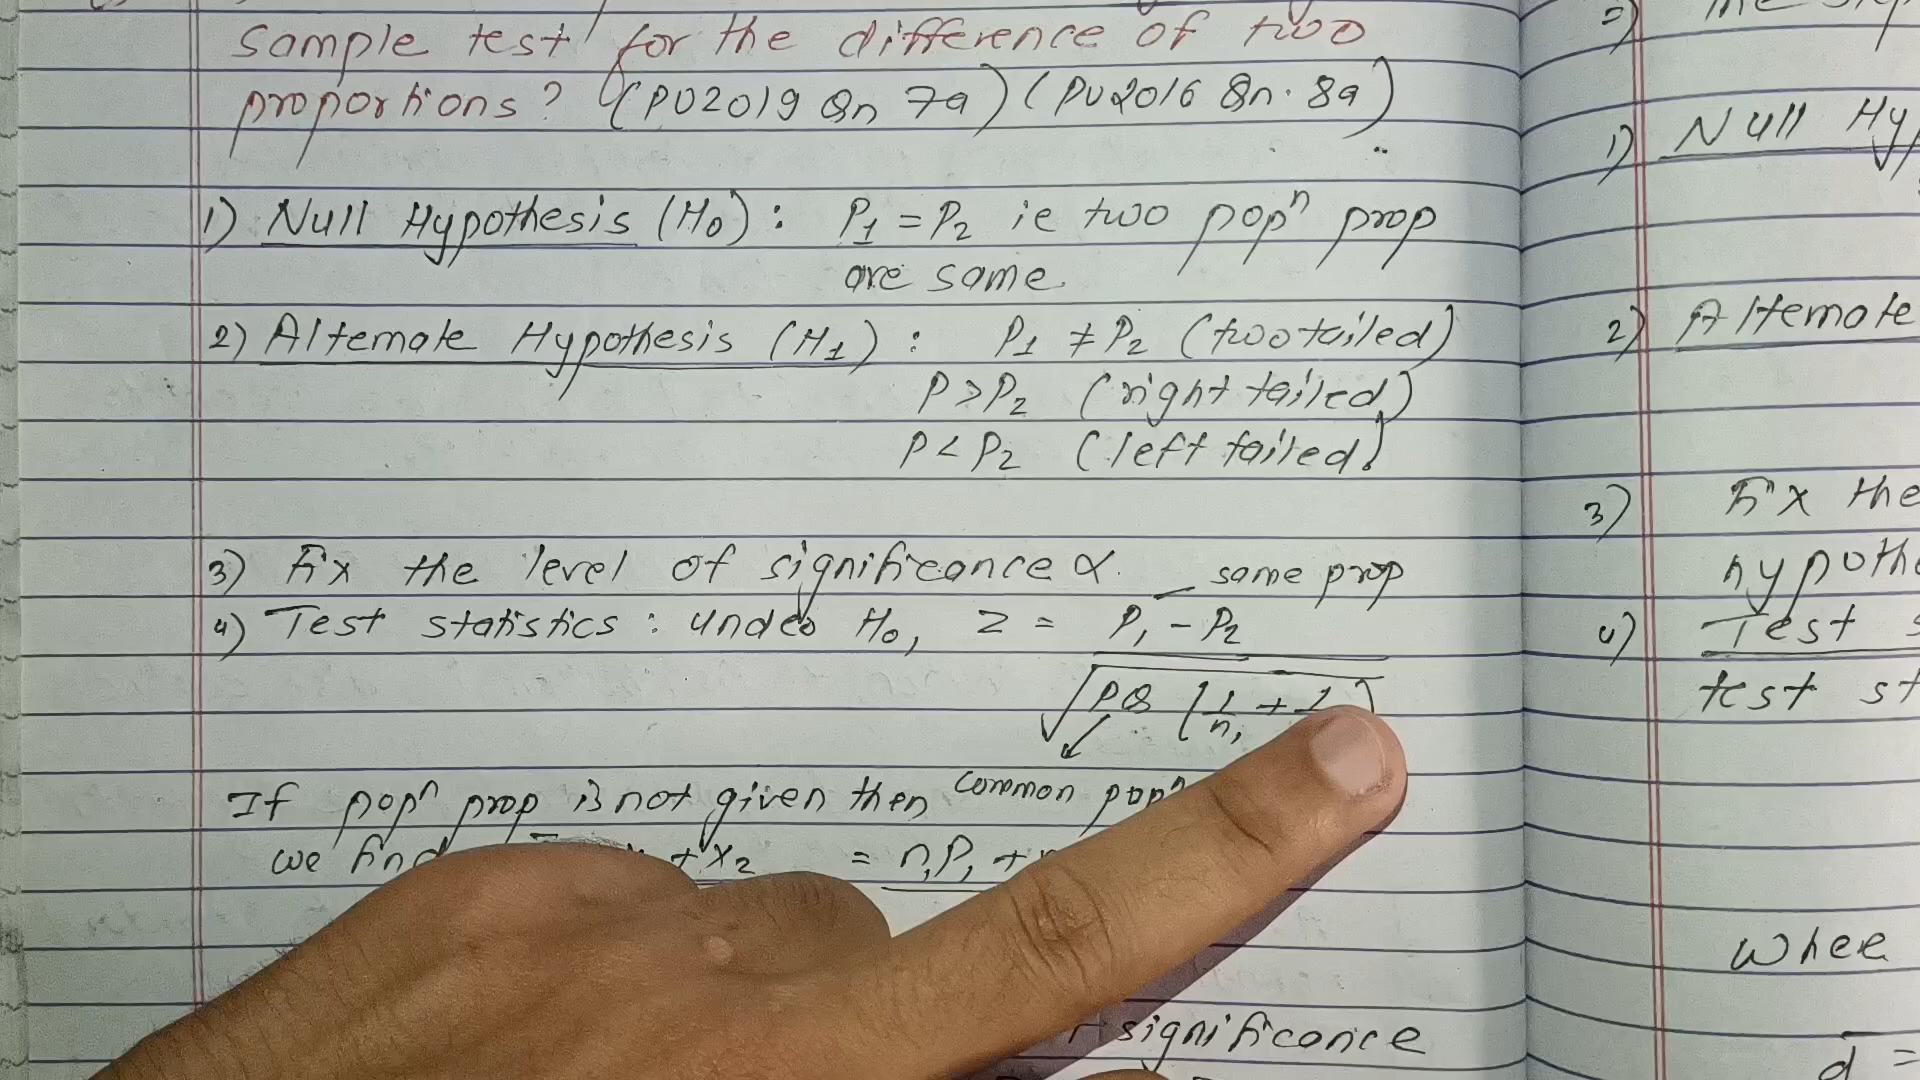 sample test for the difference of two
proportions? (PU2019 Qn 7a) (PU2016 Qn. 8a)
1) Null Hypothesis (H₀) : P₁ = P₂ ie two popⁿ prop
are same.
2) Alternate Hypothesis (H₁) : P₁ ≠ P₂ (two tailed)
P > P₂ (right tailed)
P < P₂ (left tailed)
3) Fix the level of significance α.
same prop
4) Test statistics : under H₀, Z = P₁ - P₂
√PQ (1/n₁ + 1
If popⁿ prop is not given then common popⁿ
we find + x₂ = n₁P₁ +
significance
=)
1) Null Hy
2) Alternate
3) Fix the
hypothe
4) Test s
test st
Where
d̄ =